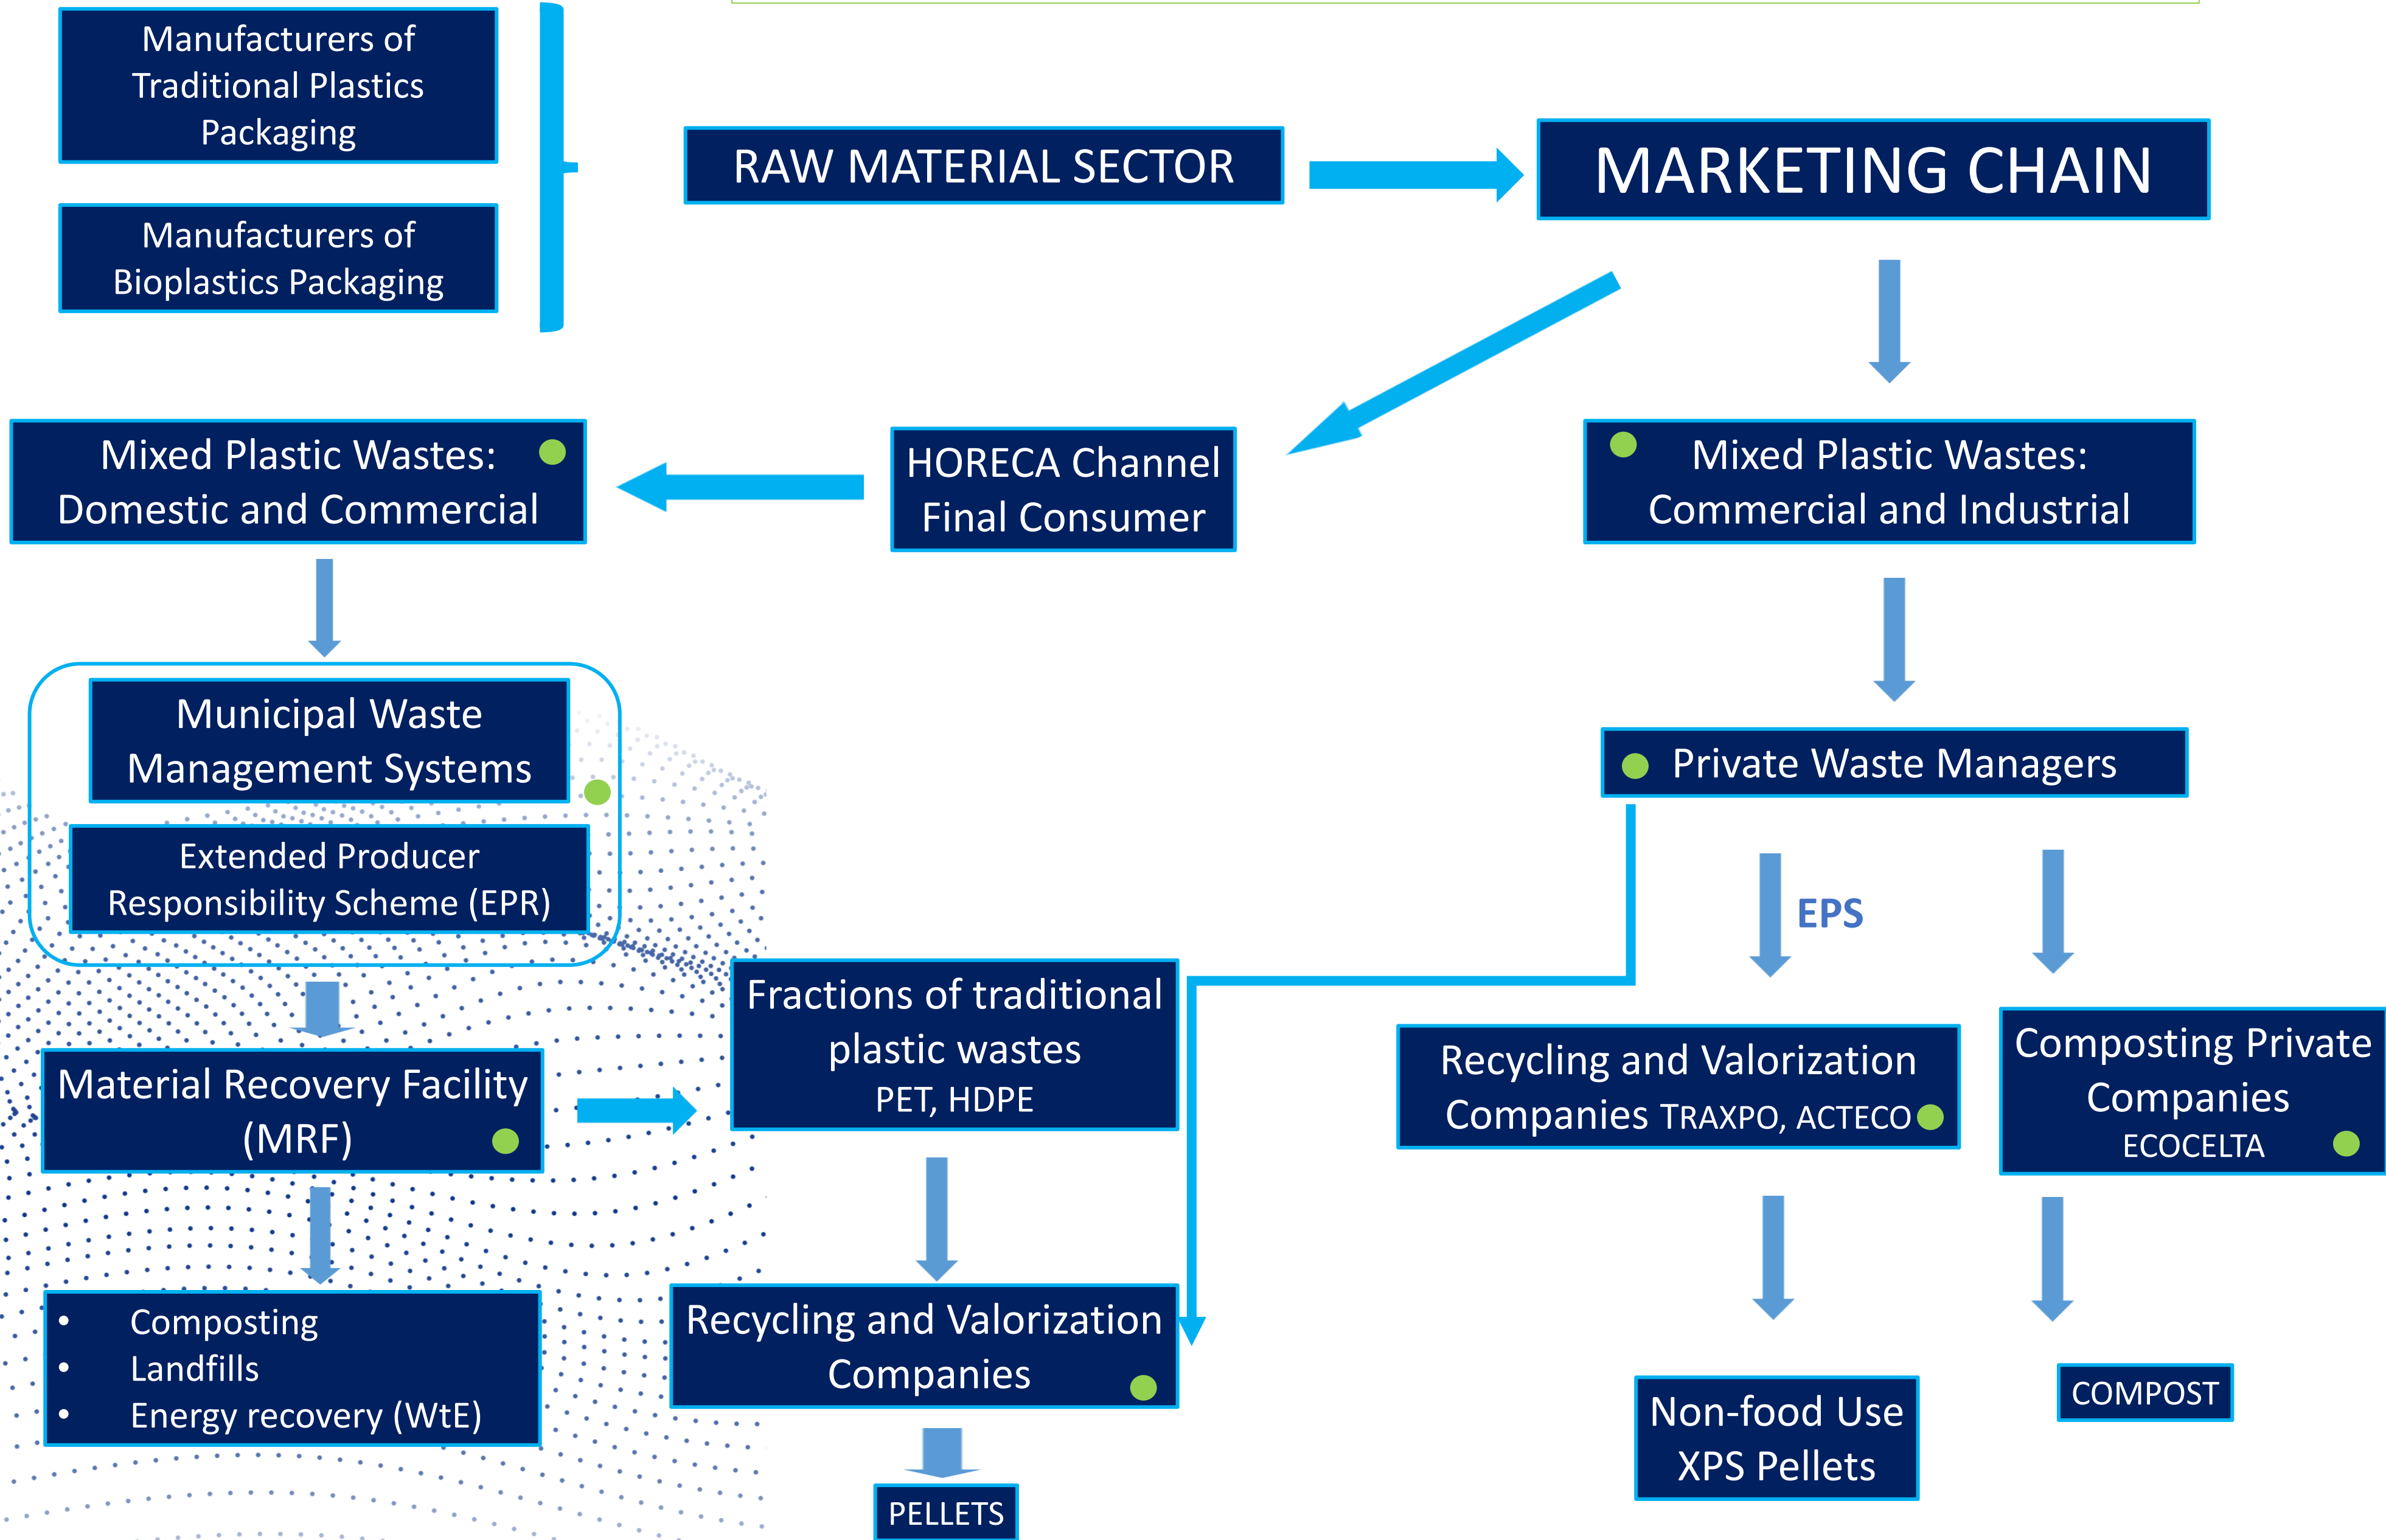 Manufacturers of
Traditional Plastics
Packaging
Manufacturers of
Bioplastics Packaging
RAW MATERIAL SECTOR
MARKETING CHAIN
Mixed Plastic Wastes:
Domestic and Commercial
HORECA Channel
Final Consumer
Mixed Plastic Wastes:
Commercial and Industrial
Municipal Waste
Management Systems
Extended Producer
Responsibility Scheme (EPR)
Private Waste Managers
EPS
Material Recovery Facility
(MRF)
Fractions of traditional
plastic wastes
PET, HDPE
Recycling and Valorization
Companies TRAXPO, ACTECO
Composting Private
Companies
ECOCELTA
• Composting
• Landfills
• Energy recovery (WtE)
Recycling and Valorization
Companies
PELLETS
Non-food Use
XPS Pellets
COMPOST